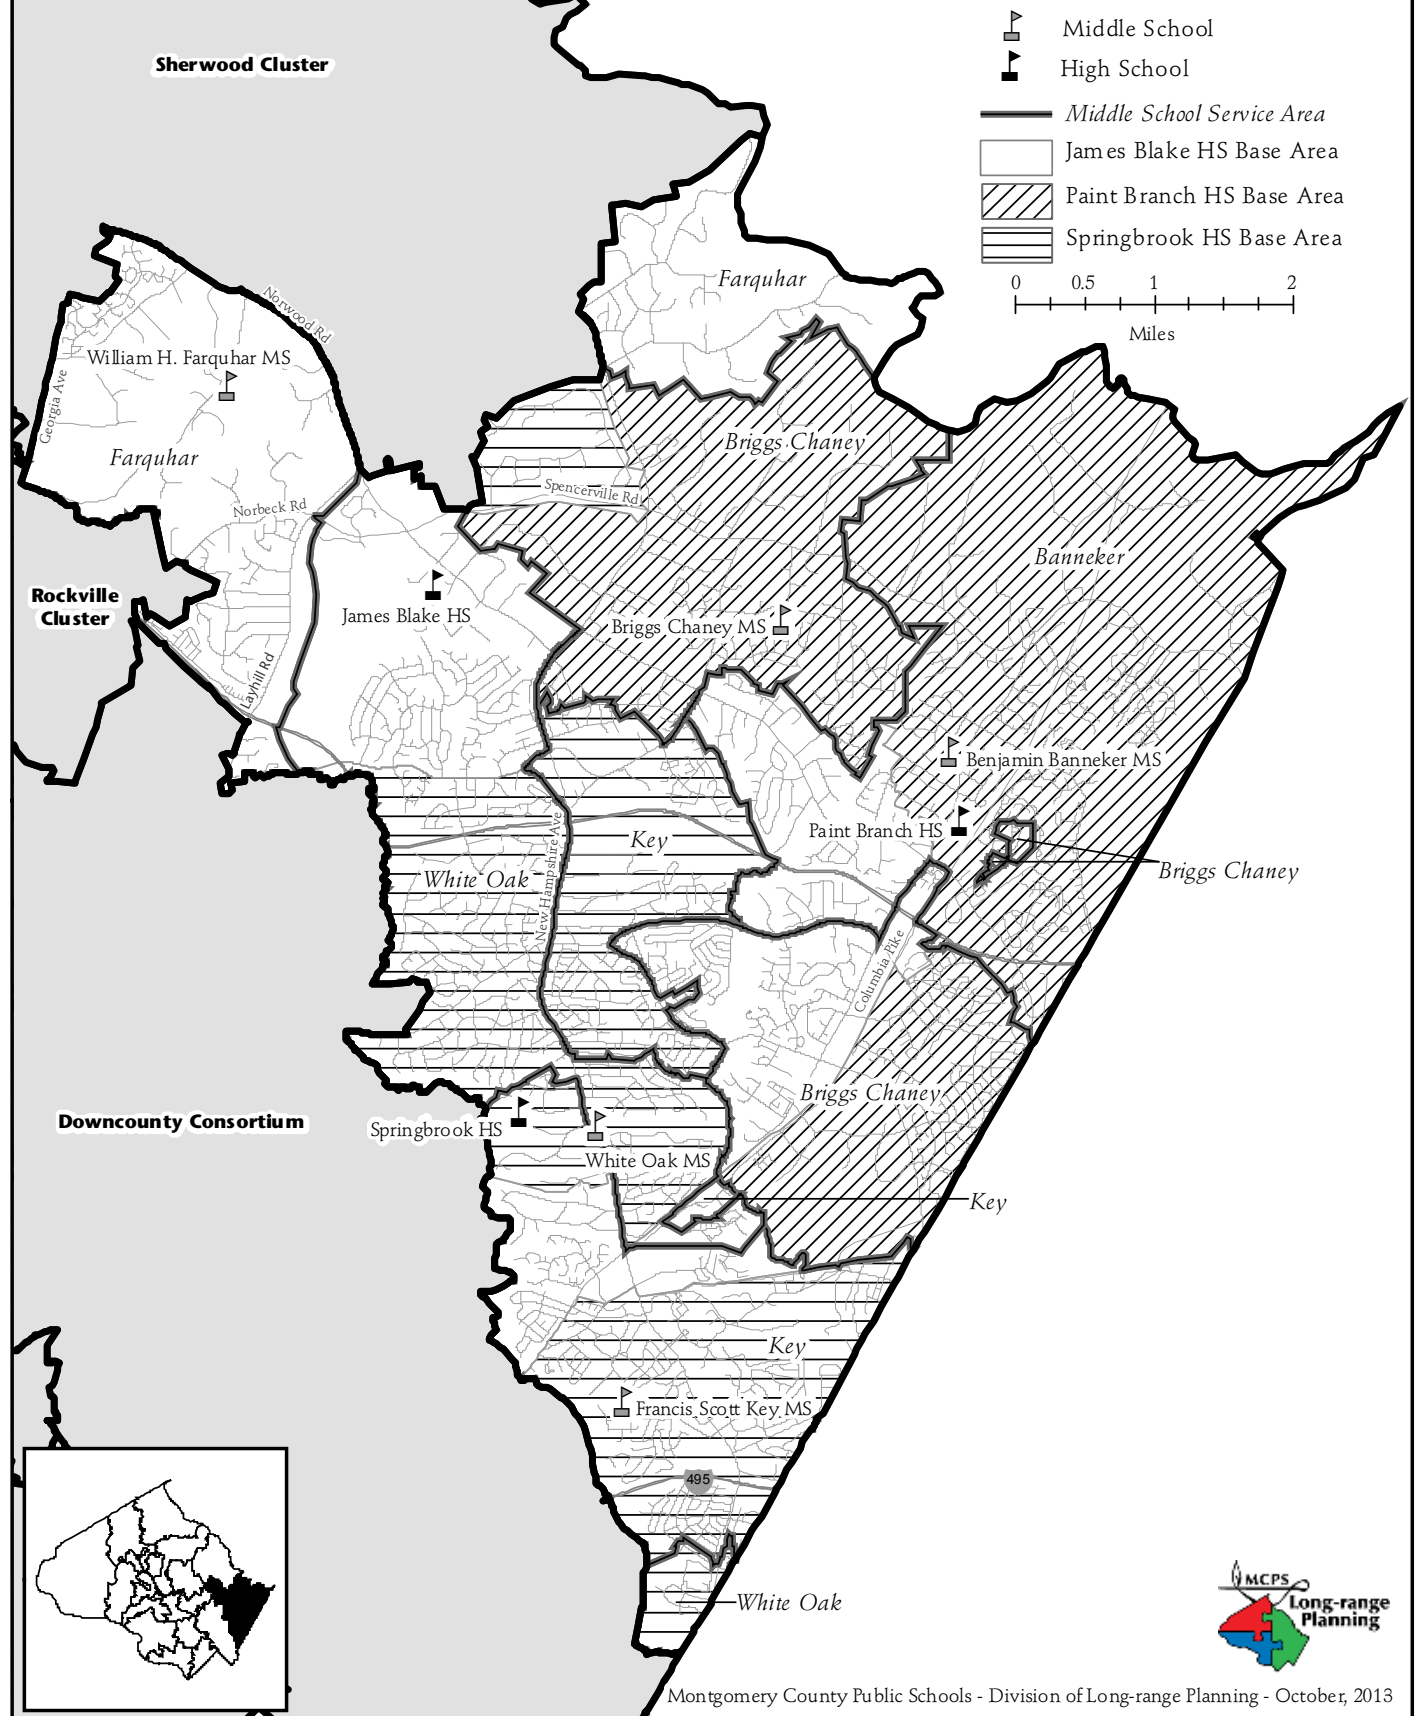 Middle School
High School
Middle School Service Area
James Blake HS Base Area
Paint Branch HS Base Area
Springbrook HS Base Area
0 0.5 1 2
Miles
Sherwood Cluster
Farquhar
Norwood Rd
William H. Farquhar MS
Georgia Ave
Farquhar
Briggs Chaney
Spencerville Rd
Norbeck Rd
Banneker
Rockville
Cluster
James Blake HS
Briggs Chaney MS
Layhill Rd
Benjamin Banneker MS
Paint Branch HS
Key
New Hampshire Ave
White Oak
Briggs Chaney
Columbia Pike
Briggs Chaney
Downcounty Consortium
Springbrook HS
White Oak MS
Key
Key
Francis Scott Key MS
495
White Oak
MCPS
Long-range
Planning
Montgomery County Public Schools - Division of Long-range Planning - October, 2013